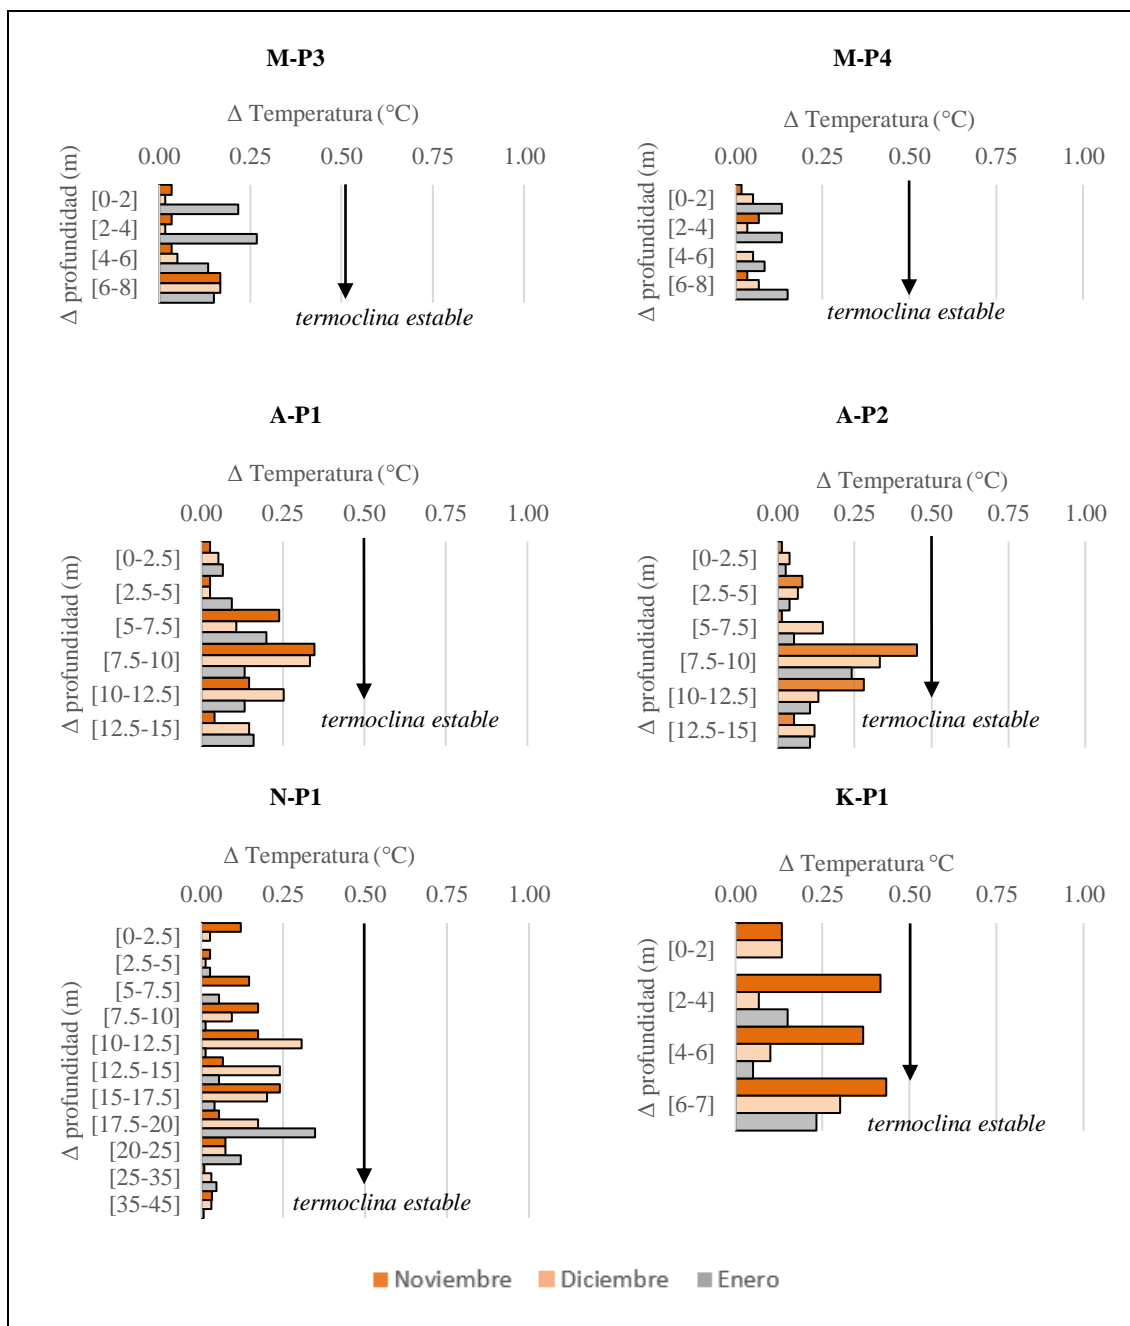 M-P3
Δ Temperatura (°C)
0.00 0.25 0.50 0.75 1.00
Δ profundidad (m)
[0-2]
[2-4]
[4-6]
[6-8]
termoclina estable
M-P4
Δ Temperatura (°C)
0.00 0.25 0.50 0.75 1.00
Δ profundidad (m)
[0-2]
[2-4]
[4-6]
[6-8]
termoclina estable
A-P1
Δ Temperatura (°C)
0.00 0.25 0.50 0.75 1.00
Δ profundidad (m)
[0-2.5]
[2.5-5]
[5-7.5]
[7.5-10]
[10-12.5]
[12.5-15]
termoclina estable
A-P2
Δ Temperatura (°C)
0.00 0.25 0.50 0.75 1.00
Δ profundidad (m)
[0-2.5]
[2.5-5]
[5-7.5]
[7.5-10]
[10-12.5]
[12.5-15]
termoclina estable
N-P1
Δ Temperatura (°C)
0.00 0.25 0.50 0.75 1.00
Δ profundidad (m)
[0-2.5]
[2.5-5]
[5-7.5]
[7.5-10]
[10-12.5]
[12.5-15]
[15-17.5]
[17.5-20]
[20-25]
[25-35]
[35-45]
termoclina estable
K-P1
Δ Temperatura °C
0.00 0.25 0.50 0.75 1.00
Δ profundidad (m)
[0-2]
[2-4]
[4-6]
[6-7]
termoclina estable
Noviembre Diciembre Enero